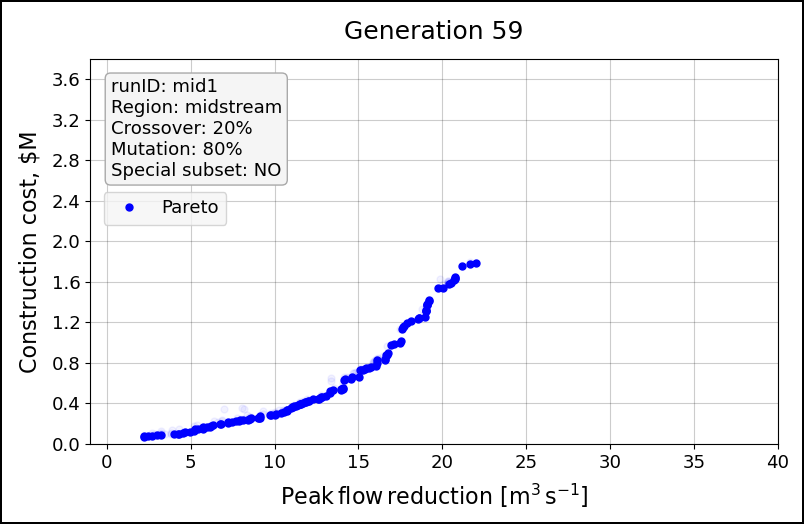 Generation 59
runID: mid1
Region: midstream
Crossover: 20%
Mutation: 80%
Special subset: NO
Pareto
Construction cost, $M
3.6
3.2
2.8
2.4
2.0
1.6
1.2
0.8
0.4
0.0
0 5 10 15 20 25 30 35 40
Peak flow reduction [m³ s⁻¹]